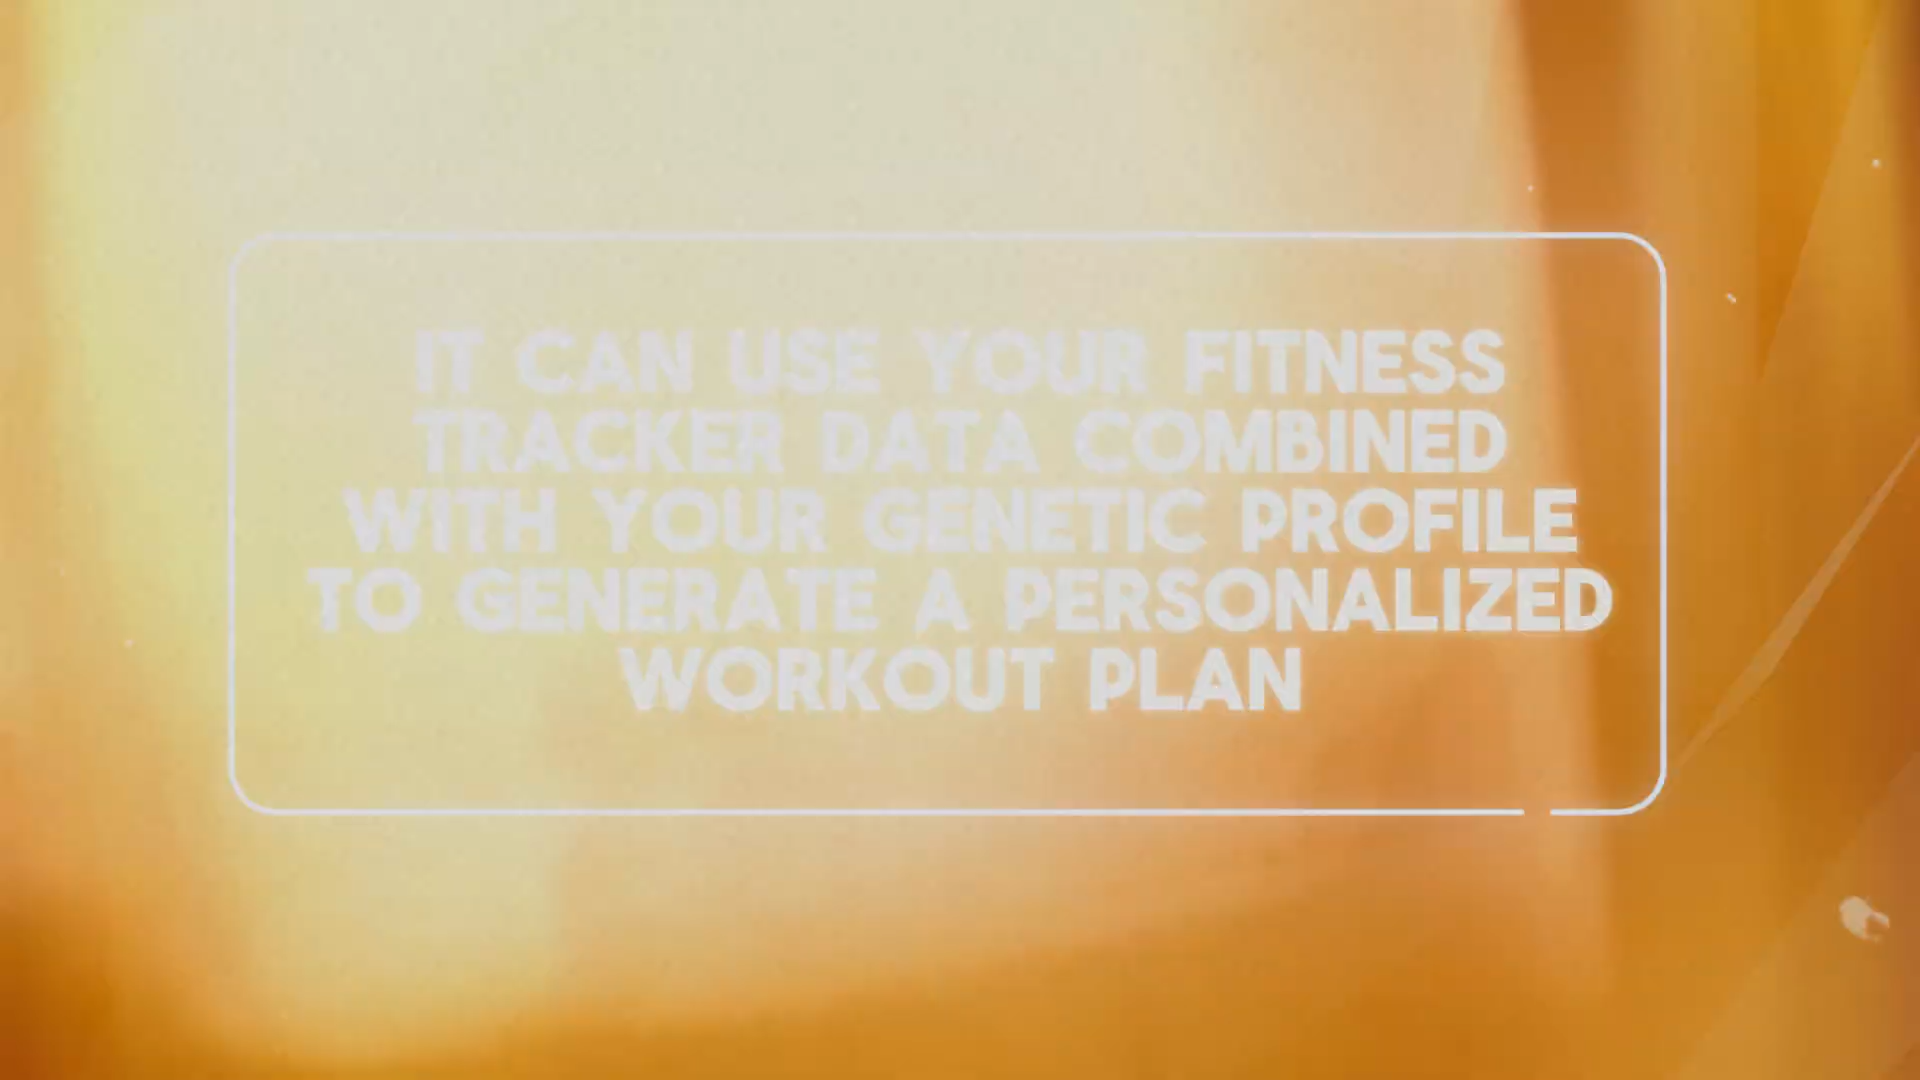 IT CAN USE YOUR FITNESS
TRACKER DATA COMBINED
WITH YOUR GENETIC PROFILE
TO GENERATE A PERSONALIZED
WORKOUT PLAN